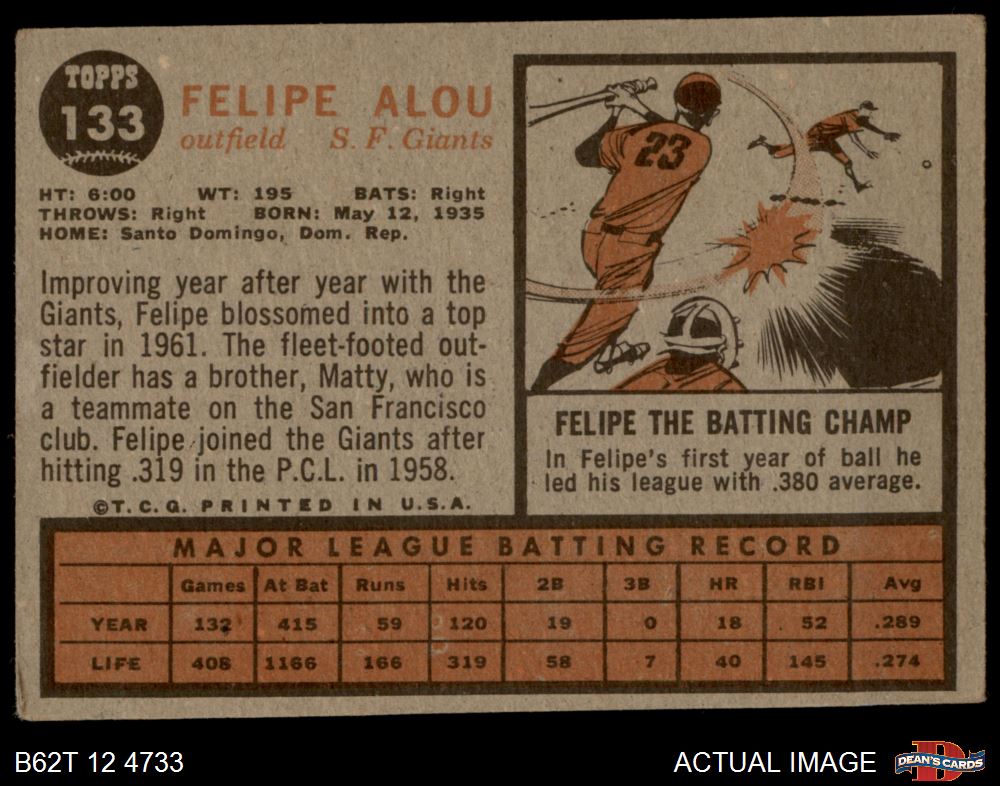 TOPPS
133
FELIPE ALOU
outfield S. F. Giants
HT: 6:00 WT: 195 BATS: Right
THROWS: Right BORN: May 12, 1935
HOME: Santo Domingo, Dom. Rep.
Improving year after year with the
Giants, Felipe blossomed into a top
star in 1961. The fleet-footed out-
fielder has a brother, Matty, who is
a teammate on the San Francisco
club. Felipe joined the Giants after
hitting .319 in the P.C.L. in 1958.
©T. C. G. PRINTED IN U.S.A.
23
FELIPE THE BATTING CHAMP
In Felipe's first year of ball he
led his league with .380 average.
MAJOR LEAGUE BATTING RECORD
Games At Bat Runs Hits 2B 3B HR RBI Avg
YEAR 132 415 59 120 19 0 18 52 .289
LIFE 408 1166 166 319 58 7 40 145 .274
B62T 12 4733 ACTUAL IMAGE DEAN'S CARDS